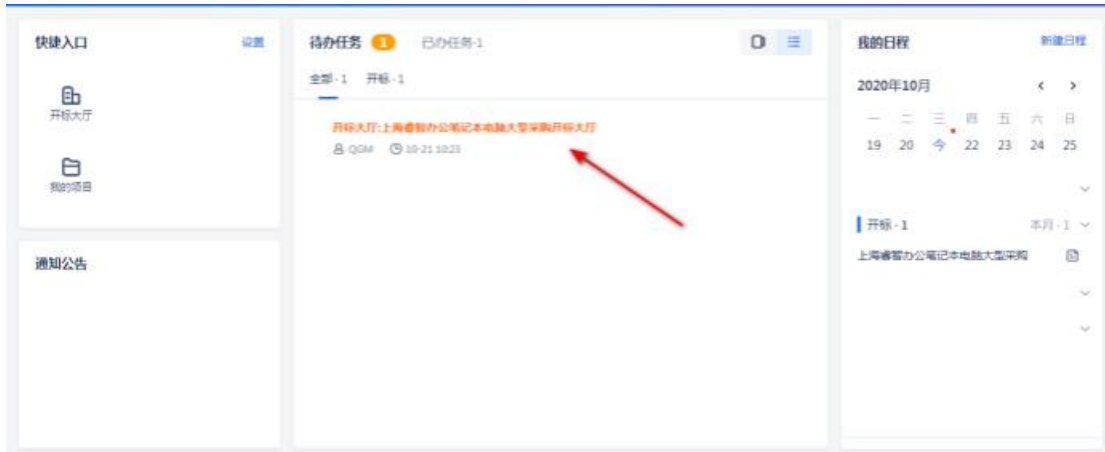 快捷入口 设置
开标大厅
我的项目
通知公告
待办任务 1 已办任务·1
全部·1 开标·1
开标大厅:上海睿智办公笔记本电脑大型采购开标大厅
QGM 10-21 10:23
我的日程 新建日程
2020年10月 < >
一 二 三 四 五 六 日
19 20 今 22 23 24 25
开标·1 本月·1
上海睿智办公笔记本电脑大型采购